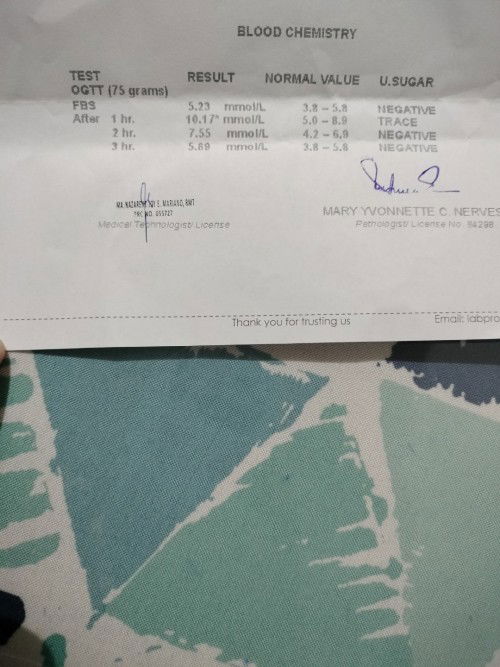 BLOOD CHEMISTRY
TEST RESULT NORMAL VALUE U.SUGAR
OGTT (75 grams)
FBS 5.23 mmol/L 3.8 – 5.8 NEGATIVE
After 1 hr. 10.17* mmol/L 5.0 – 8.9 TRACE
2 hr. 7.55 mmol/L 4.2 – 6.9 NEGATIVE
3 hr. 5.69 mmol/L 3.8 – 5.8 NEGATIVE
MARY YVONNETTE C. NERVES
Medical Technologist/ License
Pathologist/ License No. 94298
Thank you for trusting us
Email: labpro